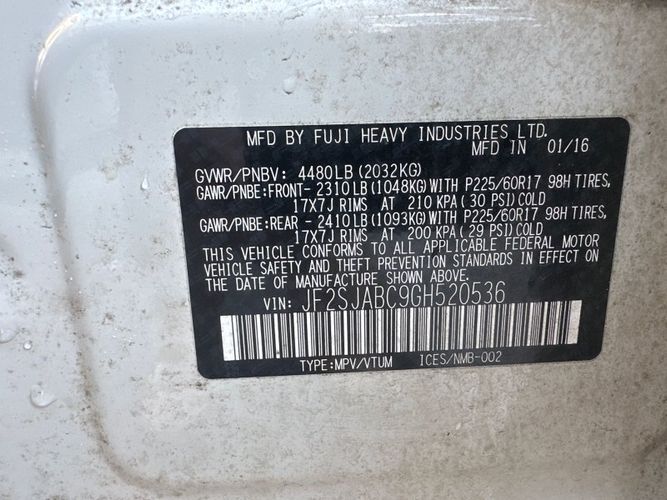 MFD BY FUJI HEAVY INDUSTRIES LTD.
MFD IN 01/16
GVWR/PNBV: 4480LB (2032KG)
GAWR/PNBE:FRONT- 2310LB (1048KG) WITH P225/60R17 98H TIRES,
17X7J RIMS AT 210 KPA (30 PSI) COLD
GAWR/PNBE:REAR - 2410LB (1093KG) WITH P225/60R17 98H TIRES,
17X7J RIMS AT 200 KPA (29 PSI) COLD
THIS VEHICLE CONFORMS TO ALL APPLICABLE FEDERAL MOTOR
VEHICLE SAFETY AND THEFT PREVENTION STANDARDS IN EFFECT ON
THE DATE OF MANUFACTURE SHOWN ABOVE.
VIN: JF2SJABC9GH520536
TYPE:MPV/VTUM ICES/NMB-002